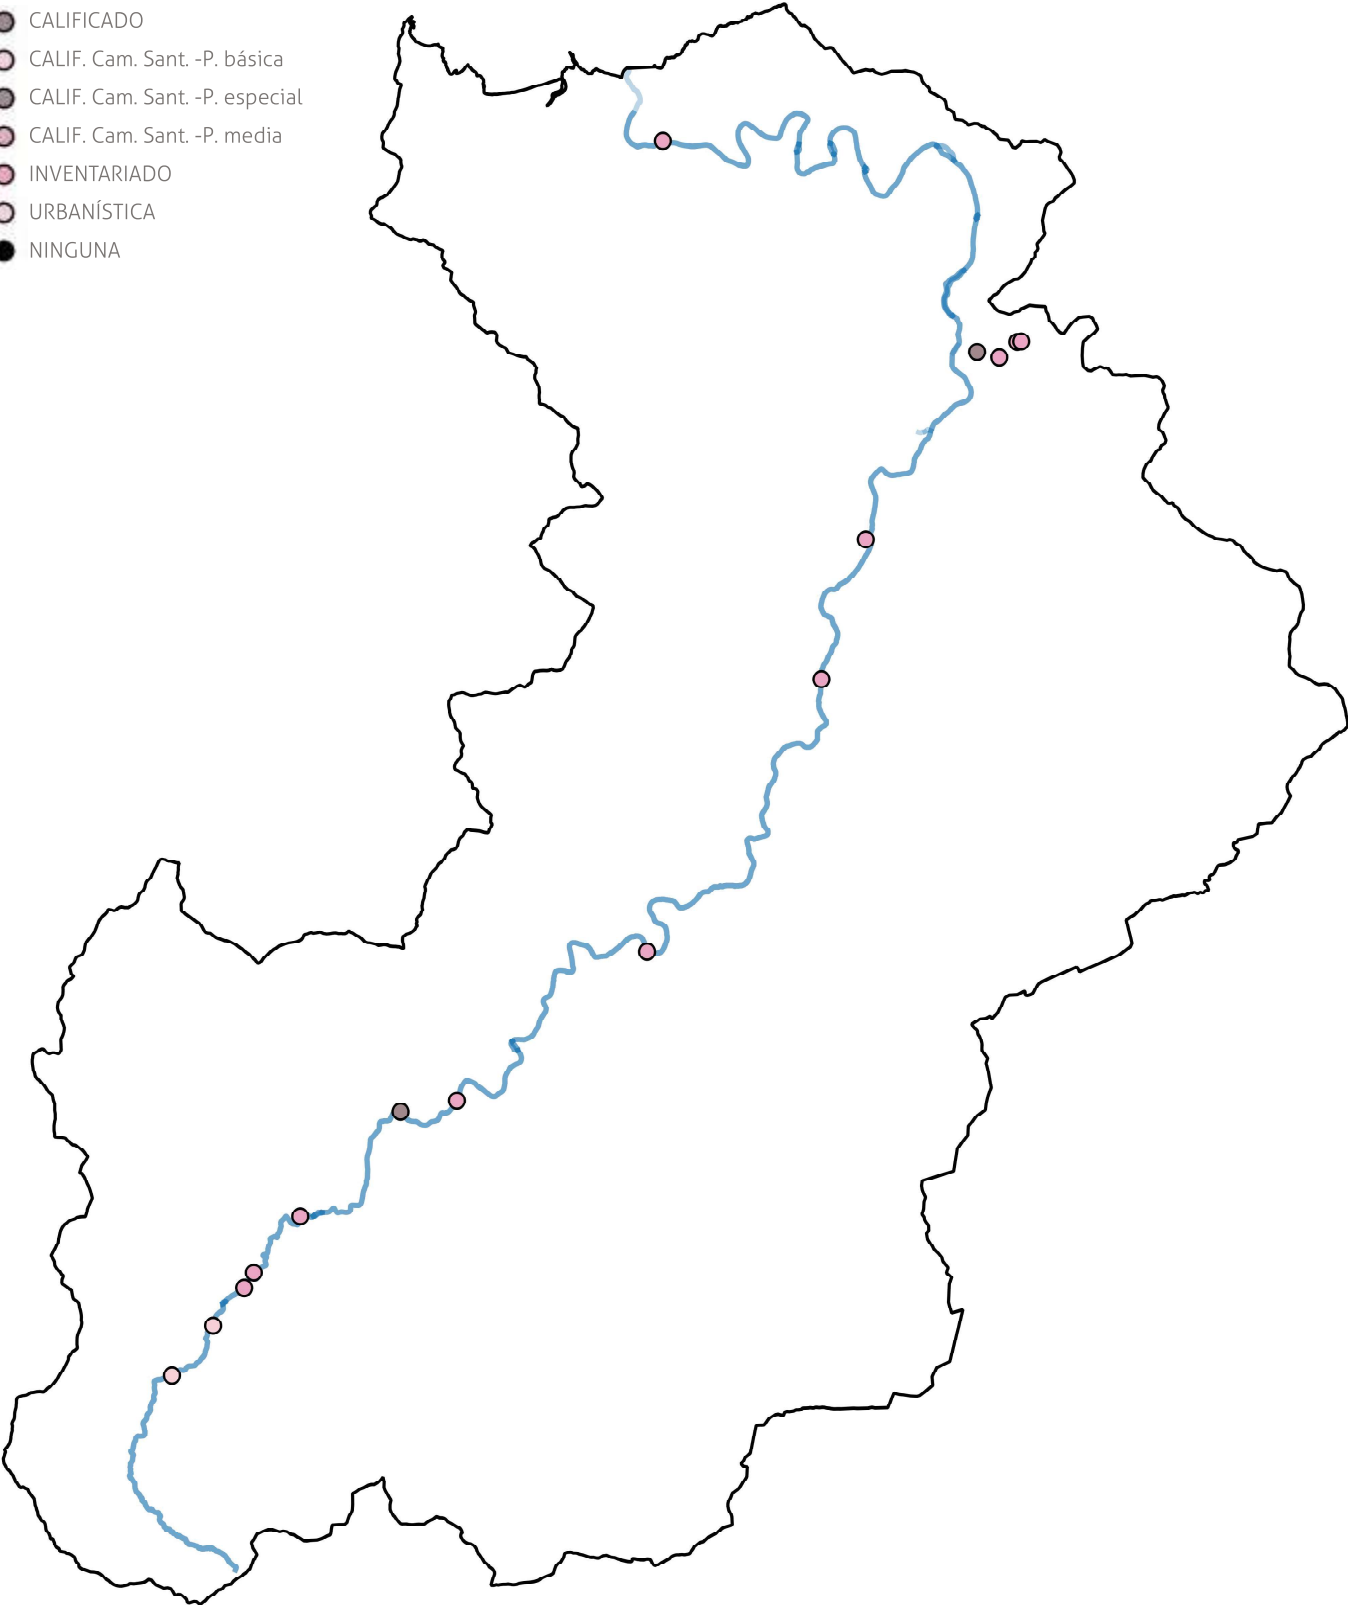 CALIFICADO
CALIF. Cam. Sant. -P. básica
CALIF. Cam. Sant. -P. especial
CALIF. Cam. Sant. -P. media
INVENTARIADO
URBANÍSTICA
NINGUNA